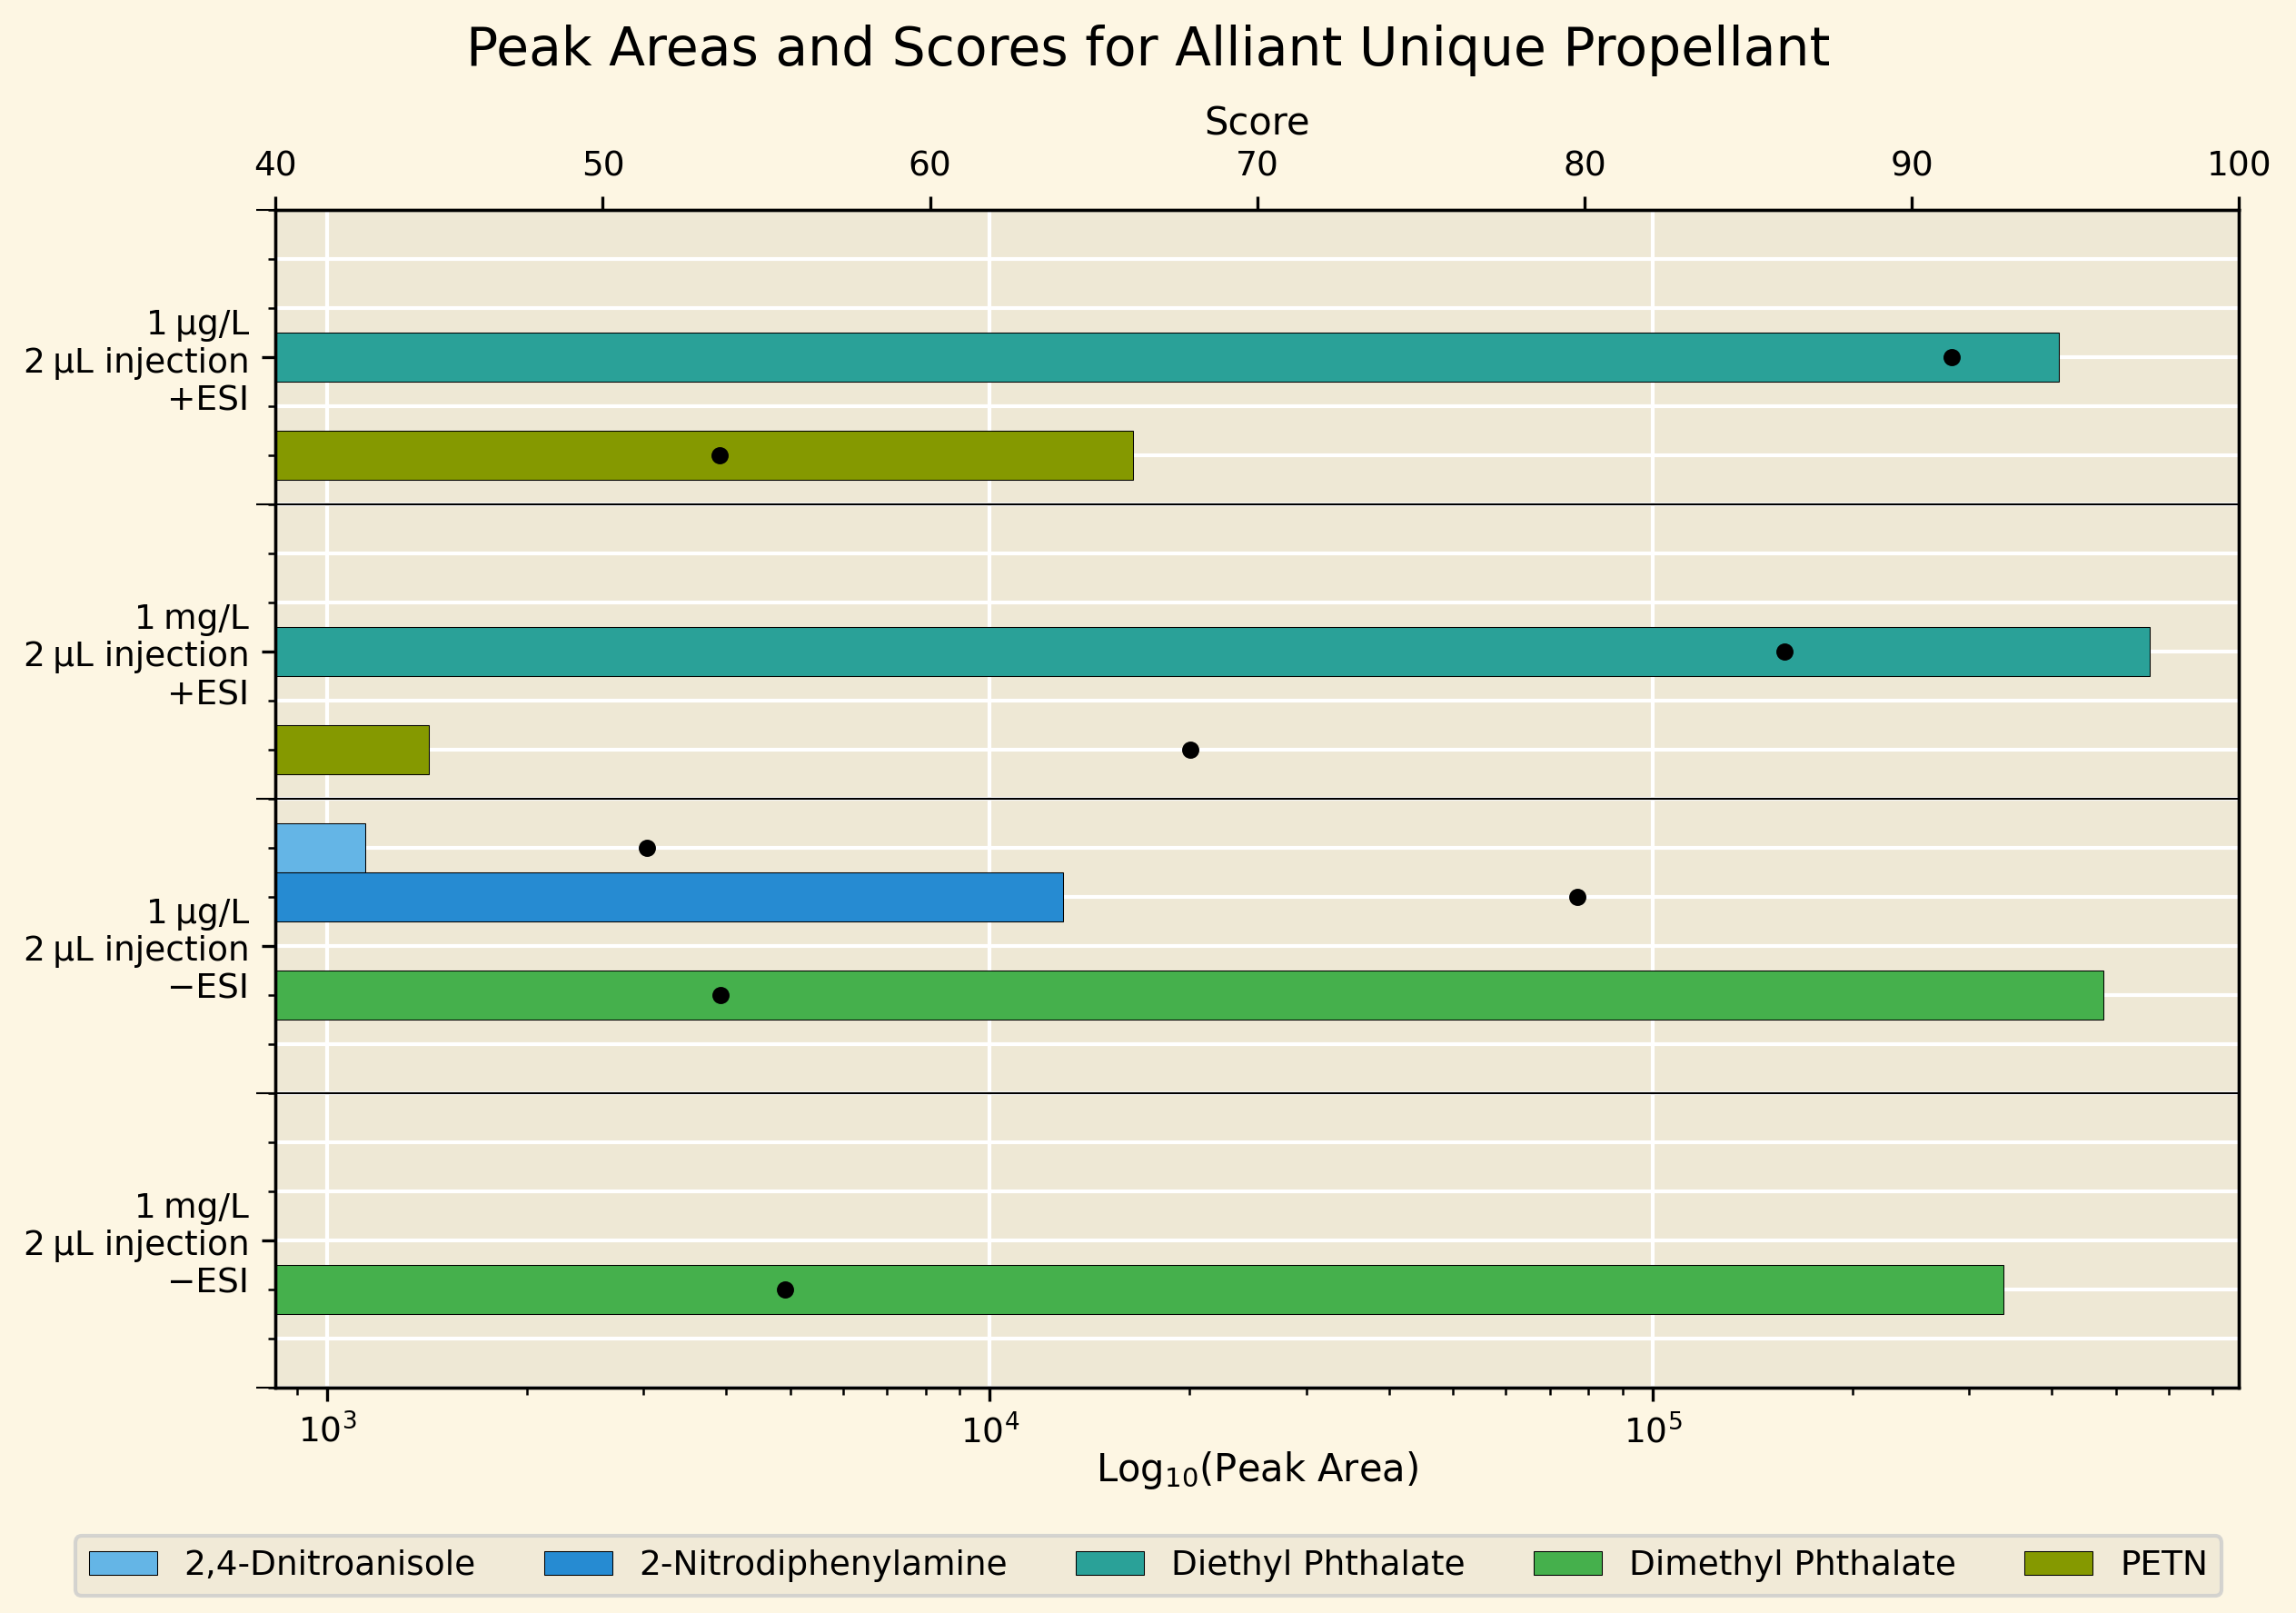 Peak Areas and Scores for Alliant Unique Propellant
Score
40 50 60 70 80 90 100
1 µg/L
2 µL injection
+ESI
1 mg/L
2 µL injection
+ESI
1 µg/L
2 µL injection
−ESI
1 mg/L
2 µL injection
−ESI
10³ 10⁴ 10⁵
Log₁₀(Peak Area)
2,4-Dnitroanisole 2-Nitrodiphenylamine Diethyl Phthalate Dimethyl Phthalate PETN